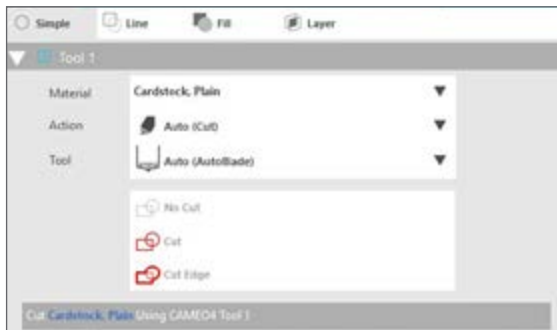 Simple Line Fill Layer
Tool 1
Material Cardstock, Plain
Action Auto (Cut)
Tool Auto (AutoBlade)
No Cut
Cut
Cut Edge
Cut Cardstock, Plain Using CAMEO4 Tool 1